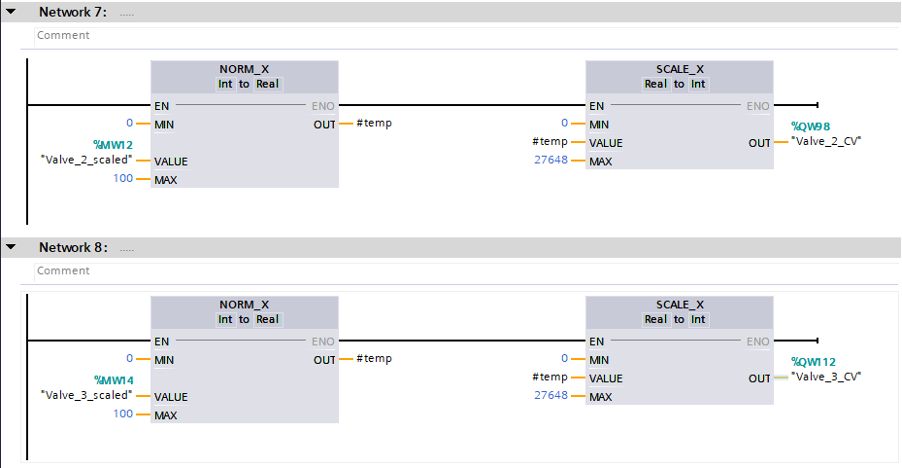 Network 7: .....
Comment
NORM_X
Int to Real
SCALE_X
Real to Int
EN ENO
EN ENO
0 MIN
OUT #temp
0 MIN
%QW98
%MW12
#temp VALUE
OUT "Valve_2_CV"
"Valve_2_scaled" VALUE
27648 MAX
100 MAX
Network 8: .....
Comment
NORM_X
Int to Real
SCALE_X
Real to Int
EN ENO
EN ENO
0 MIN
OUT #temp
0 MIN
%QW112
%MW14
#temp VALUE
OUT "Valve_3_CV"
"Valve_3_scaled" VALUE
27648 MAX
100 MAX